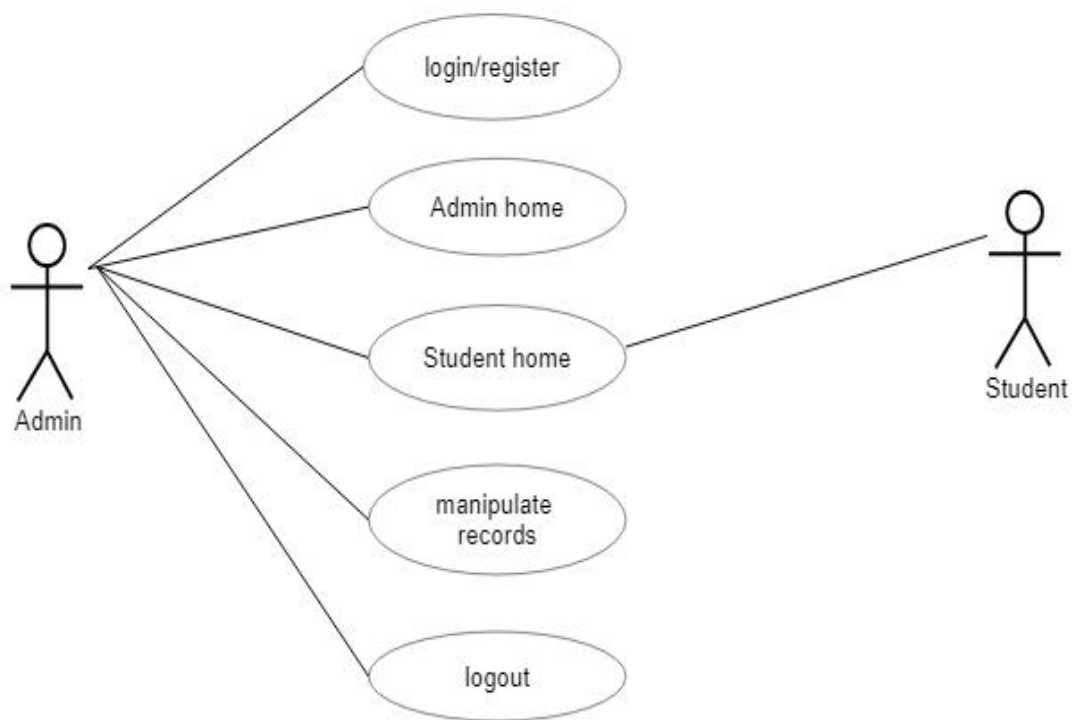 login/register
Admin home
Student home
Admin
Student
manipulate
records
logout